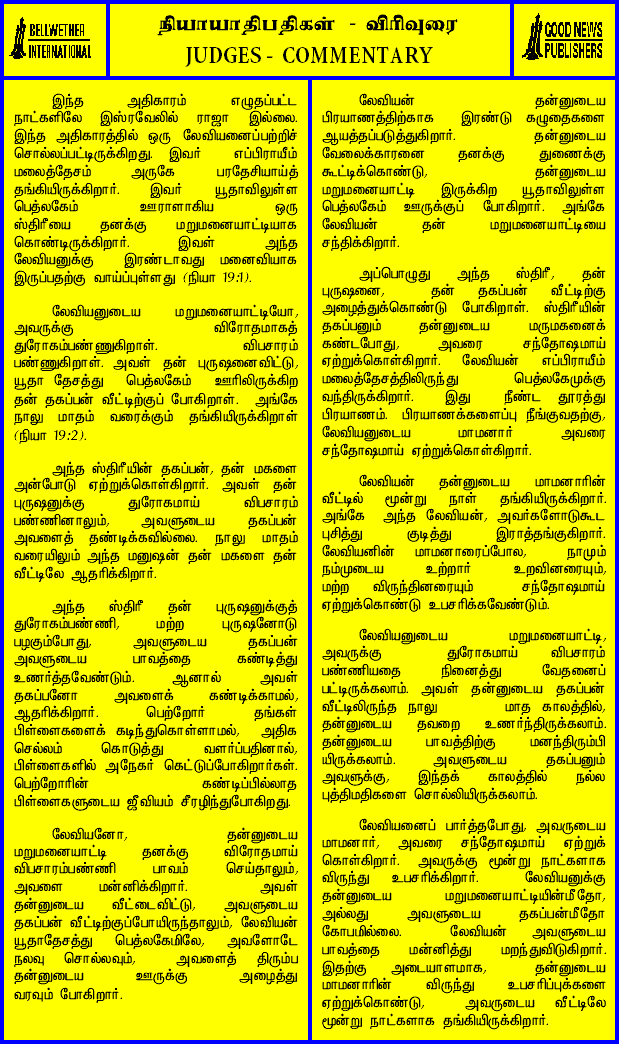 BELLWETHER
INTERNATIONAL
நியாயாதிபதிகள் - விரிவுரை
JUDGES - COMMENTARY
GOOD NEWS
PUBLISHERS
இந்த அதிகாரம் எழுதப்பட்ட
நாட்களிலே இஸ்ரவேலில் ராஜா இல்லை.
இந்த அதிகாரத்தில் ஒரு லேவியனைப்பற்றிச்
சொல்லப்பட்டிருக்கிறது. இவர் எப்பிராயீம்
மலைத்தேசம் அருகே பரதேசியாய்த்
தங்கியிருக்கிறார். இவர் யூதாவிலுள்ள
பெத்லகேம் ஊராளாகிய ஒரு
ஸ்திரீயை தனக்கு மறுமனையாட்டியாக
கொண்டிருக்கிறார். இவள் அந்த
லேவியனுக்கு இரண்டாவது மனைவியாக
இருப்பதற்கு வாய்ப்புள்ளது (நியா 19:1).
லேவியனுடைய மறுமனையாட்டியோ,
அவருக்கு விரோதமாகத்
துரோகம்பண்ணுகிறாள். விபசாரம்
பண்ணுகிறாள். அவள் தன் புருஷனைவிட்டு,
யூதா தேசத்து பெத்லகேம் ஊரிலிருக்கிற
தன் தகப்பன் வீட்டிற்குப் போகிறாள். அங்கே
நாலு மாதம் வரைக்கும் தங்கியிருக்கிறாள்
(நியா 19:2).
அந்த ஸ்திரீயின் தகப்பன், தன் மகளை
அன்போடு ஏற்றுக்கொள்கிறார். அவள் தன்
புருஷனுக்கு துரோகமாய் விபசாரம்
பண்ணினாலும், அவளுடைய தகப்பன்
அவளைத் தண்டிக்கவில்லை. நாலு மாதம்
வரையிலும் அந்த மனுஷன் தன் மகளை தன்
வீட்டிலே ஆதரிக்கிறார்.
அந்த ஸ்திரீ தன் புருஷனுக்குத்
துரோகம்பண்ணி, மற்ற புருஷனோடு
பழகும்போது, அவளுடைய தகப்பன்
அவளுடைய பாவத்தை கண்டித்து
உணர்த்தவேண்டும். ஆனால் அவள்
தகப்பனோ அவளைக் கண்டிக்காமல்,
ஆதரிக்கிறார். பெற்றோர் தங்கள்
பிள்ளைகளைக் கடிந்துகொள்ளாமல், அதிக
செல்லம் கொடுத்து வளர்ப்பதினால்,
பிள்ளைகளில் அநேகர் கெட்டுப்போகிறார்கள்.
பெற்றோரின் கண்டிப்பில்லாத
பிள்ளைகளுடைய ஜீவியம் சீரழிந்துபோகிறது.
லேவியனோ, தன்னுடைய
மறுமனையாட்டி தனக்கு விரோதமாய்
விபசாரம்பண்ணி பாவம் செய்தாலும்,
அவளை மன்னிக்கிறார். அவள்
தன்னுடைய வீட்டைவிட்டு, அவளுடைய
தகப்பன் வீட்டிற்குப்போயிருந்தாலும், லேவியன்
யூதாதேசத்து பெத்லகேமிலே, அவளோடே
நலவு சொல்லவும், அவளைத் திரும்ப
தன்னுடைய ஊருக்கு அழைத்து
வரவும் போகிறார்.
லேவியன் தன்னுடைய
பிரயாணத்திற்காக இரண்டு கழுதைகளை
ஆயத்தப்படுத்துகிறார். தன்னுடைய
வேலைக்காரனை தனக்கு துணைக்கு
கூட்டிக்கொண்டு, தன்னுடைய
மறுமனையாட்டி இருக்கிற யூதாவிலுள்ள
பெத்லகேம் ஊருக்குப் போகிறார். அங்கே
லேவியன் தன் மறுமனையாட்டியை
சந்திக்கிறார்.
அப்பொழுது அந்த ஸ்திரீ, தன்
புருஷனை, தன் தகப்பன் வீட்டிற்கு
அழைத்துக்கொண்டு போகிறாள். ஸ்திரீயின்
தகப்பனும் தன்னுடைய மருமகனைக்
கண்டபோது, அவரை சந்தோஷமாய்
ஏற்றுக்கொள்கிறார். லேவியன் எப்பிராயீம்
மலைத்தேசத்திலிருந்து பெத்லகேமுக்கு
வந்திருக்கிறார். இது நீண்ட தூரத்து
பிரயாணம். பிரயாணக்களைப்பு நீங்குவதற்கு,
லேவியனுடைய மாமனார் அவரை
சந்தோஷமாய் ஏற்றுக்கொள்கிறார்.
லேவியன் தன்னுடைய மாமனாரின்
வீட்டில் மூன்று நாள் தங்கியிருக்கிறார்.
அங்கே அந்த லேவியன், அவர்களோடுகூட
புசித்து குடித்து இராத்தங்குகிறார்.
லேவியனின் மாமனாரைப்போல, நாமும்
நம்முடைய உற்றார் உறவினரையும்,
மற்ற விருந்தினரையும் சந்தோஷமாய்
ஏற்றுக்கொண்டு உபசரிக்கவேண்டும்.
லேவியனுடைய மறுமனையாட்டி,
அவருக்கு துரோகமாய் விபசாரம்
பண்ணியதை நினைத்து வேதனைப்
பட்டிருக்கலாம். அவள் தன்னுடைய தகப்பன்
வீட்டிலிருந்த நாலு மாத காலத்தில்,
தன்னுடைய தவறை உணர்ந்திருக்கலாம்.
தன்னுடைய பாவத்திற்கு மனந்திரும்பி
யிருக்கலாம். அவளுடைய தகப்பனும்
அவளுக்கு, இந்தக் காலத்தில் நல்ல
புத்திமதிகளை சொல்லியிருக்கலாம்.
லேவியனைப் பார்த்தபோது, அவருடைய
மாமனார், அவரை சந்தோஷமாய் ஏற்றுக்
கொள்கிறார். அவருக்கு மூன்று நாட்களாக
விருந்து உபசரிக்கிறார். லேவியனுக்கு
தன்னுடைய மறுமனையாட்டியின்மீதோ,
அல்லது அவளுடைய தகப்பன்மீதோ
கோபமில்லை. லேவியன் அவளுடைய
பாவத்தை மன்னித்து மறந்துவிடுகிறார்.
இதற்கு அடையாளமாக, தன்னுடைய
மாமனாரின் விருந்து உபசரிப்புக்களை
ஏற்றுக்கொண்டு, அவருடைய வீட்டிலே
மூன்று நாட்களாக தங்கியிருக்கிறார்.